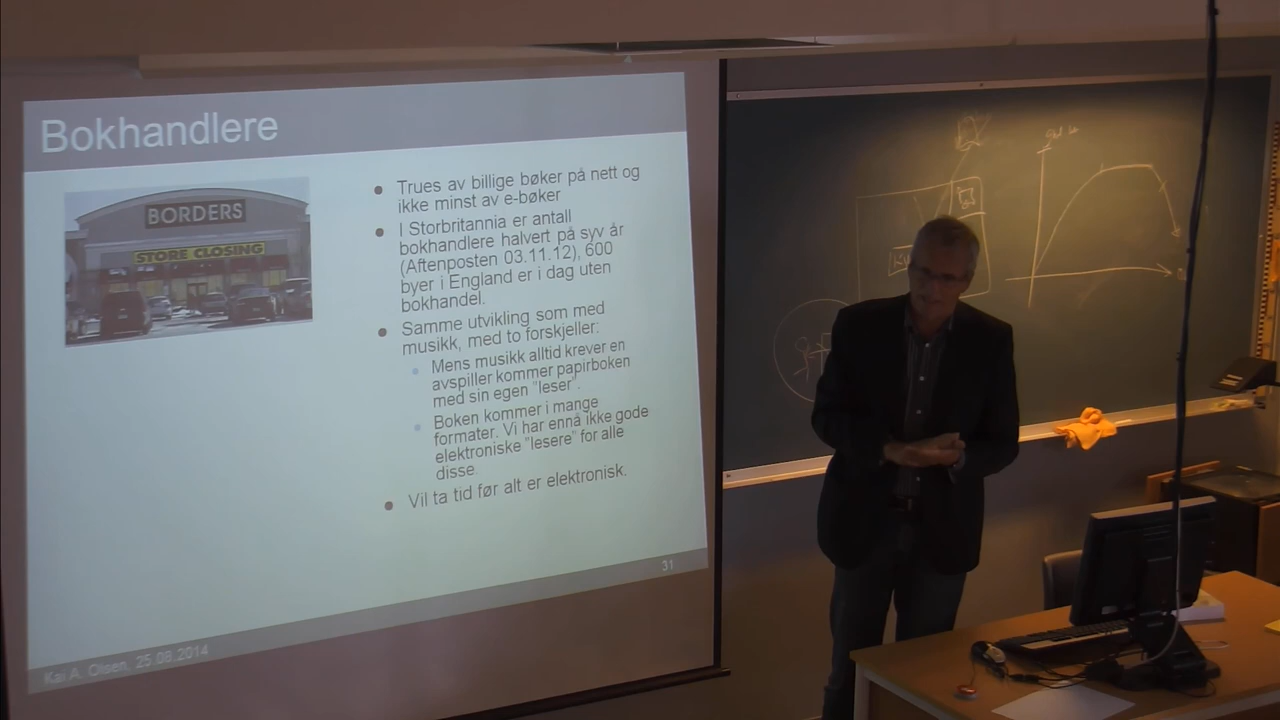 Bokhandlere
BORDERS
STORE CLOSING
Trues av billige bøker på nett og
ikke minst av e-bøker
I Storbritannia er antall
bokhandlere halvert på syv år
(Aftenposten 03.11.12), 600
byer i England er i dag uten
bokhandel.
Samme utvikling som med
musikk, med to forskjeller:
Mens musikk alltid krever en
avspiller kommer papirboken
med sin egen "leser".
Boken kommer i mange
formater. Vi har ennå ikke gode
elektroniske "lesere" for alle
disse.
Vil ta tid før alt er elektronisk.
31
Kai A. Olsen, 25.08.2014